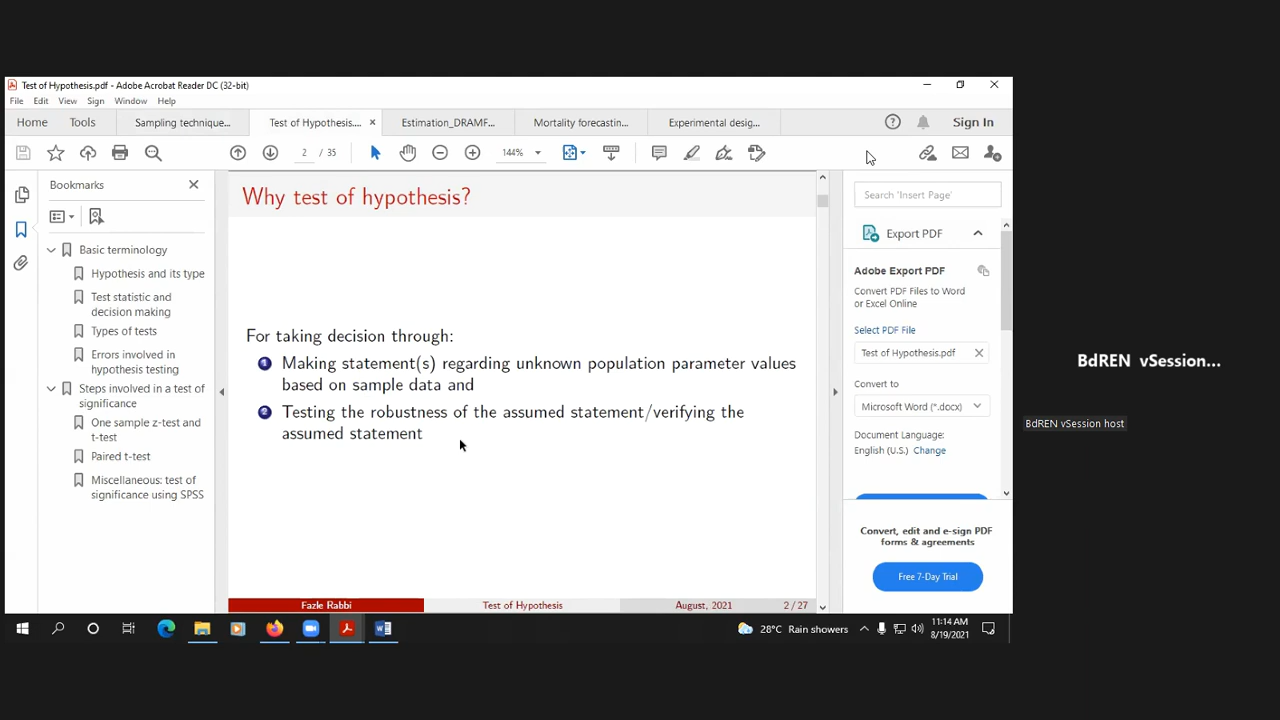 Test of Hypothesis.pdf - Adobe Acrobat Reader DC (32-bit)
File Edit View Sign Window Help
Home Tools Sampling technique... Test of Hypothesis.... × Estimation_DRAMF... Mortality forecastin... Experimental desig... Sign In
2 / 35 144%
Bookmarks
Basic terminology
Hypothesis and its type
Test statistic and
decision making
Types of tests
Errors involved in
hypothesis testing
Steps involved in a test of
significance
One sample z-test and
t-test
Paired t-test
Miscellaneous: test of
significance using SPSS
Why test of hypothesis?
For taking decision through:
1 Making statement(s) regarding unknown population parameter values
based on sample data and
2 Testing the robustness of the assumed statement/verifying the
assumed statement
Fazle Rabbi Test of Hypothesis August, 2021 2 / 27
Search 'Insert Page'
Export PDF
Adobe Export PDF
Convert PDF Files to Word
or Excel Online
Select PDF File
Test of Hypothesis.pdf
Convert to
Microsoft Word (*.docx)
Document Language:
English (U.S.) Change
Convert, edit and e-sign PDF
forms & agreements
Free 7-Day Trial
BdREN vSession...
BdREN vSession host
28°C Rain showers
11:14 AM
8/19/2021